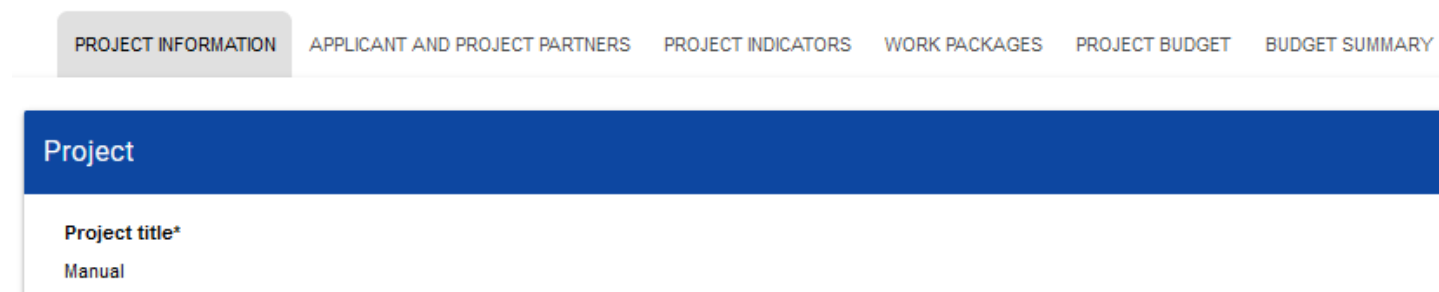 PROJECT INFORMATION APPLICANT AND PROJECT PARTNERS PROJECT INDICATORS WORK PACKAGES PROJECT BUDGET BUDGET SUMMARY
Project
Project title*
Manual